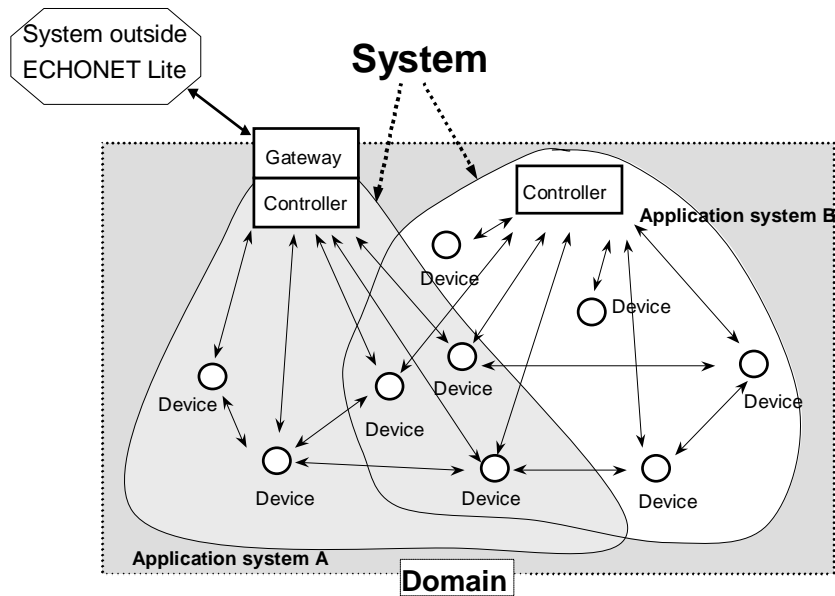 System outside
ECHONET Lite
System
Gateway
Controller
Controller
Application system B
Device
Device
Device
Device
Device
Device
Device
Device
Device
Application system A
Domain